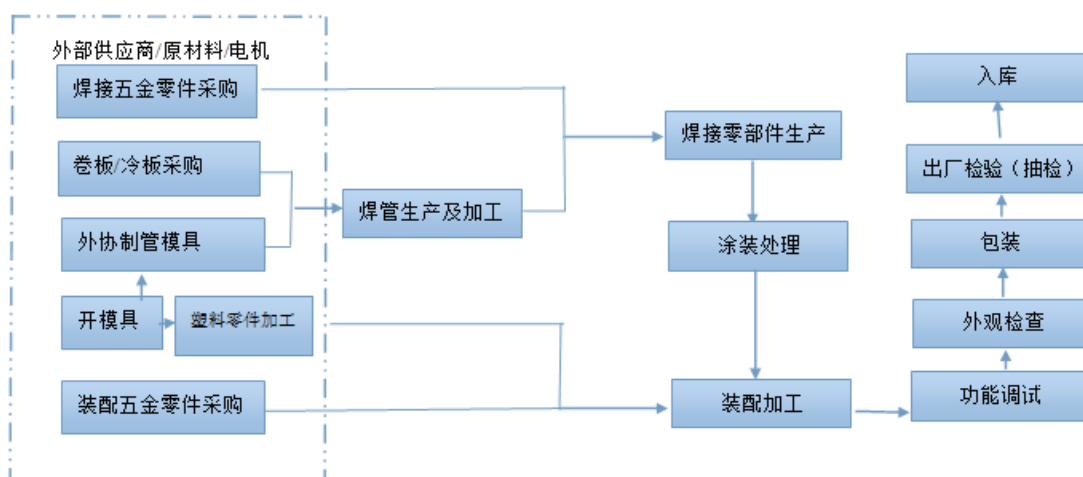 外部供应商/原材料/电机
焊接五金零件采购
卷板/冷板采购
外协制管模具
开模具
塑料零件加工
装配五金零件采购
焊管生产及加工
焊接零部件生产
涂装处理
装配加工
入库
出厂检验（抽检）
包装
外观检查
功能调试